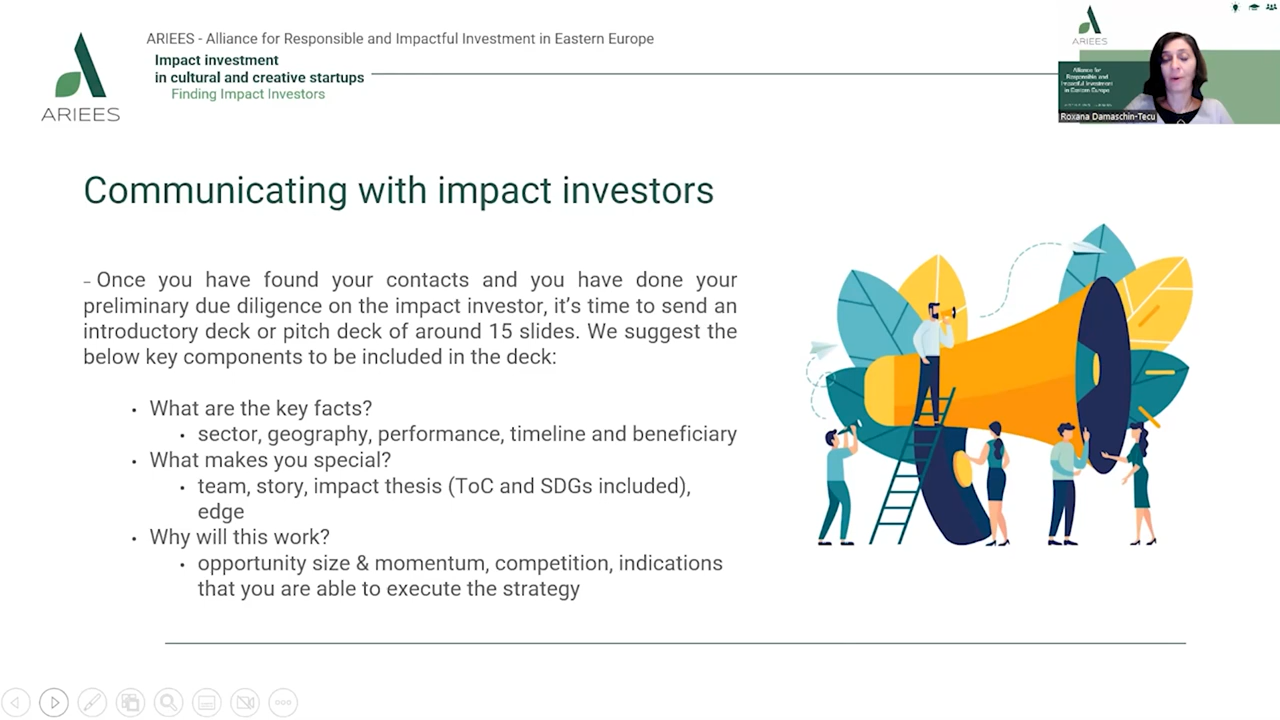 ARIEES - Alliance for Responsible and Impactful Investment in Eastern Europe
Impact investment
in cultural and creative startups
Finding Impact Investors
ARIEES
ARIEES
Alliance for
Responsible and
Impactful Investment
in Eastern Europe
Roxana Damaschin-Tecu
Communicating with impact investors
– Once you have found your contacts and you have done your
preliminary due diligence on the impact investor, it's time to send an
introductory deck or pitch deck of around 15 slides. We suggest the
below key components to be included in the deck:
• What are the key facts?
• sector, geography, performance, timeline and beneficiary
• What makes you special?
• team, story, impact thesis (ToC and SDGs included),
edge
• Why will this work?
• opportunity size & momentum, competition, indications
that you are able to execute the strategy